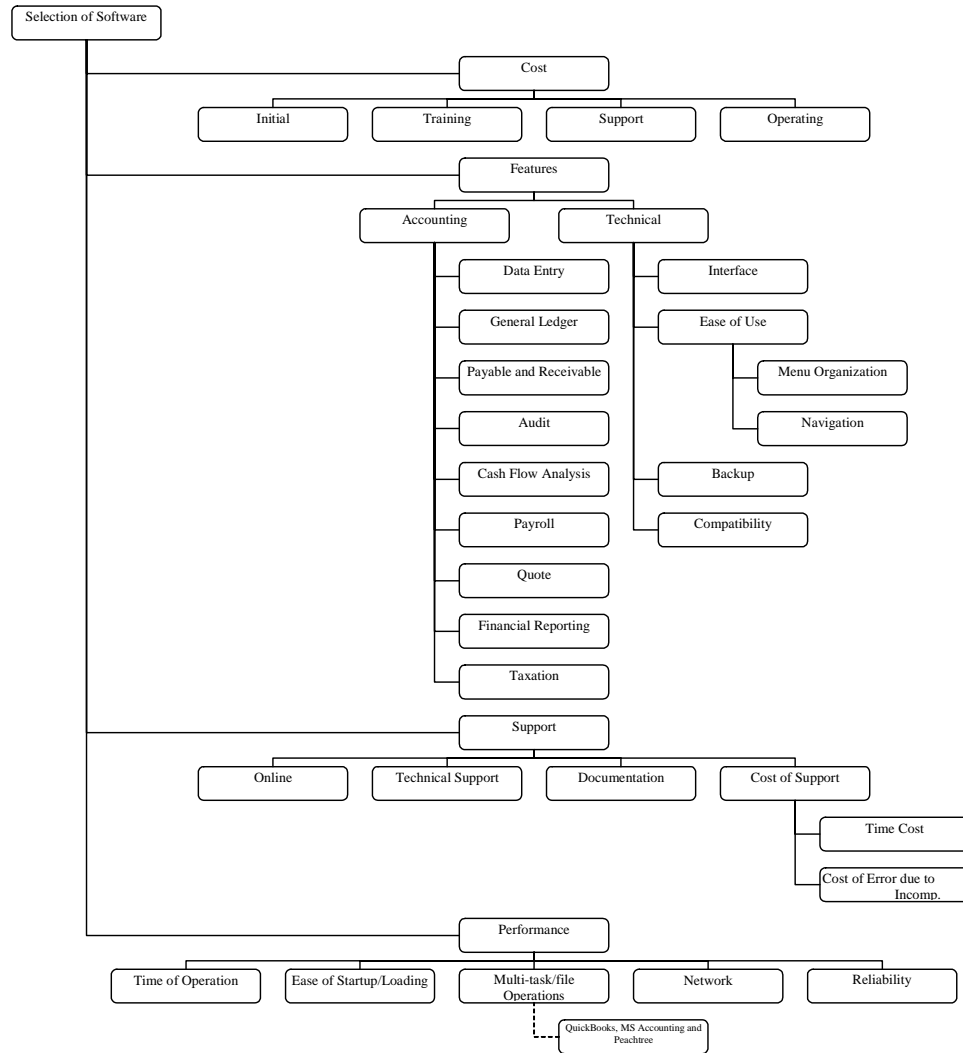 Selection of Software
Cost
Initial
Training
Support
Operating
Features
Accounting
Technical
Data Entry
Interface
General Ledger
Ease of Use
Payable and Receivable
Menu Organization
Audit
Navigation
Cash Flow Analysis
Backup
Payroll
Compatibility
Quote
Financial Reporting
Taxation
Support
Online
Technical Support
Documentation
Cost of Support
Time Cost
Cost of Error due to
Incomp.
Performance
Time of Operation
Ease of Startup/Loading
Multi-task/file
Operations
Network
Reliability
QuickBooks, MS Accounting and
Peachtree